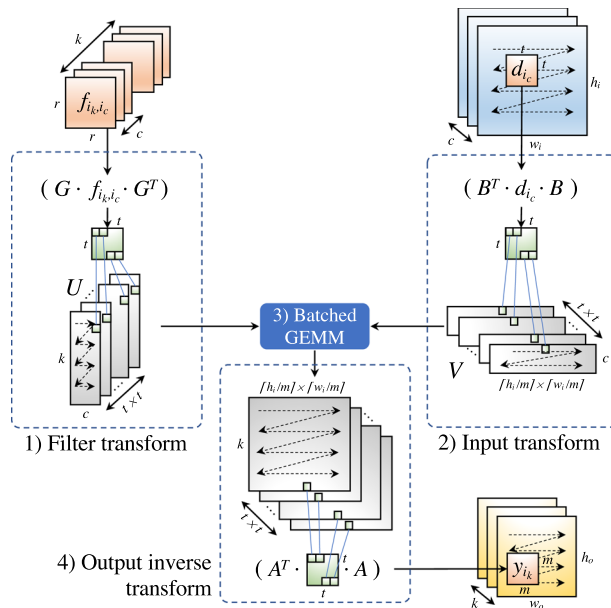 k
r
f_{i_k,i_c}
r
c
t
t
d_{i_c}
h_i
c
w_i
( G · f_{i_k,i_c} · G^T )
( B^T · d_{i_c} · B )
t
t
t
t
U
...
k
c
t × t
1) Filter transform
3) Batched
GEMM
t × t
...
c
V
⌈h_i/m⌉ × ⌈w_i/m⌉
2) Input transform
⌈h_i/m⌉ × ⌈w_i/m⌉
k
...
t × t
4) Output inverse
transform
( A^T ·
t
t
· A )
y_{i_k}
m
m
h_o
k
w_o